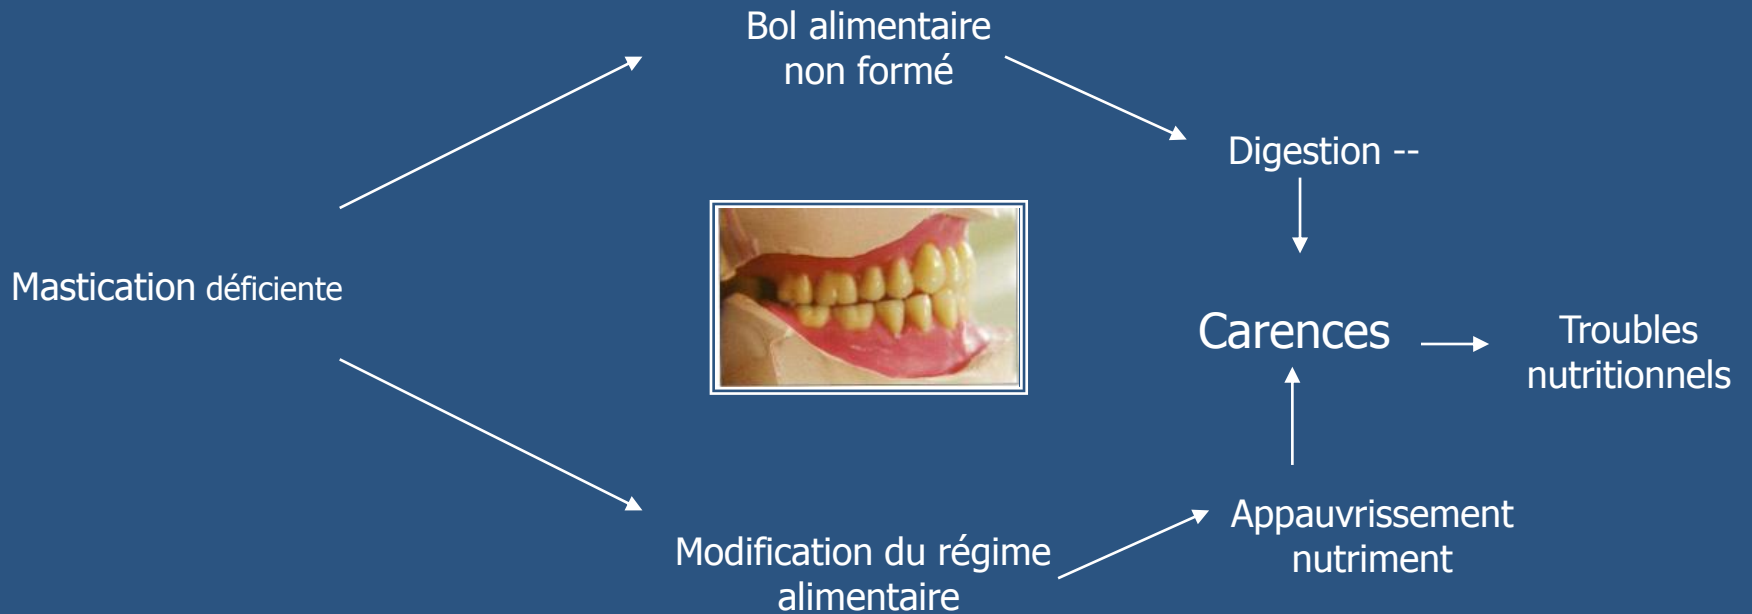 Bol alimentaire
non formé
Digestion --
Mastication déficiente
Carences
Troubles
nutritionnels
Appauvrissement
nutriment
Modification du régime
alimentaire